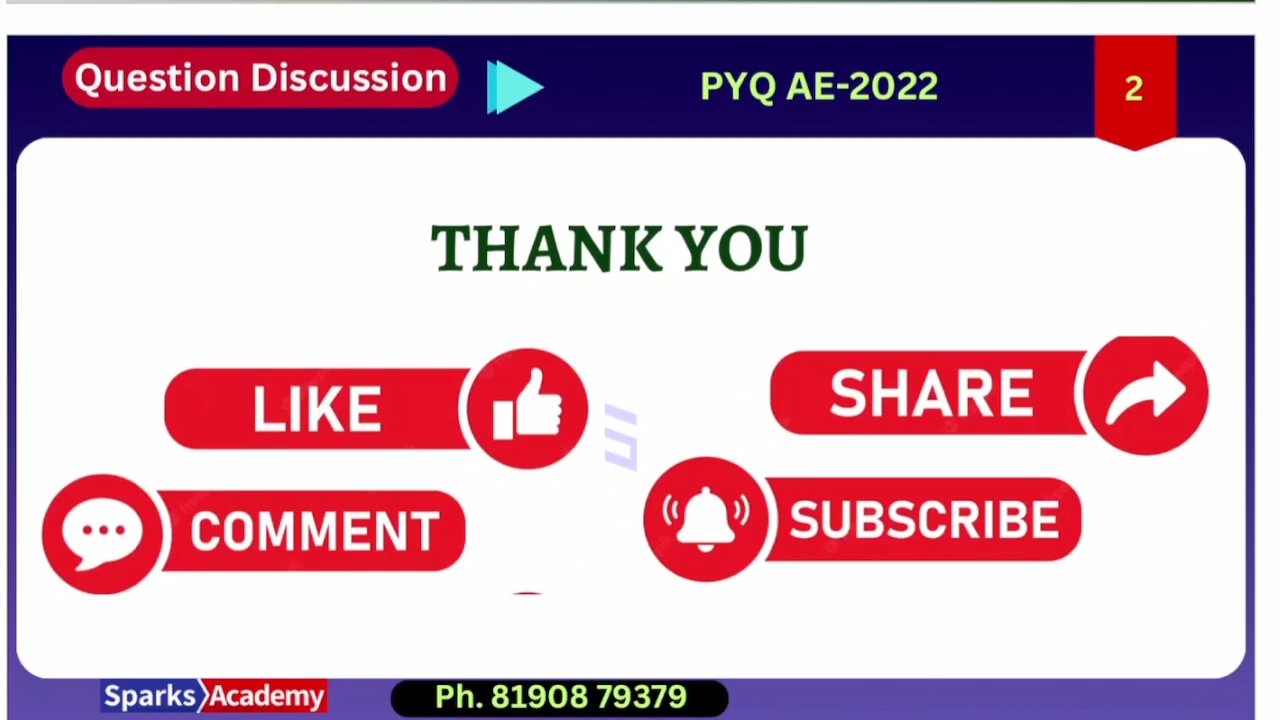 Question Discussion
PYQ AE-2022
2
THANK YOU
LIKE
SHARE
COMMENT
SUBSCRIBE
Sparks Academy
Ph. 81908 79379